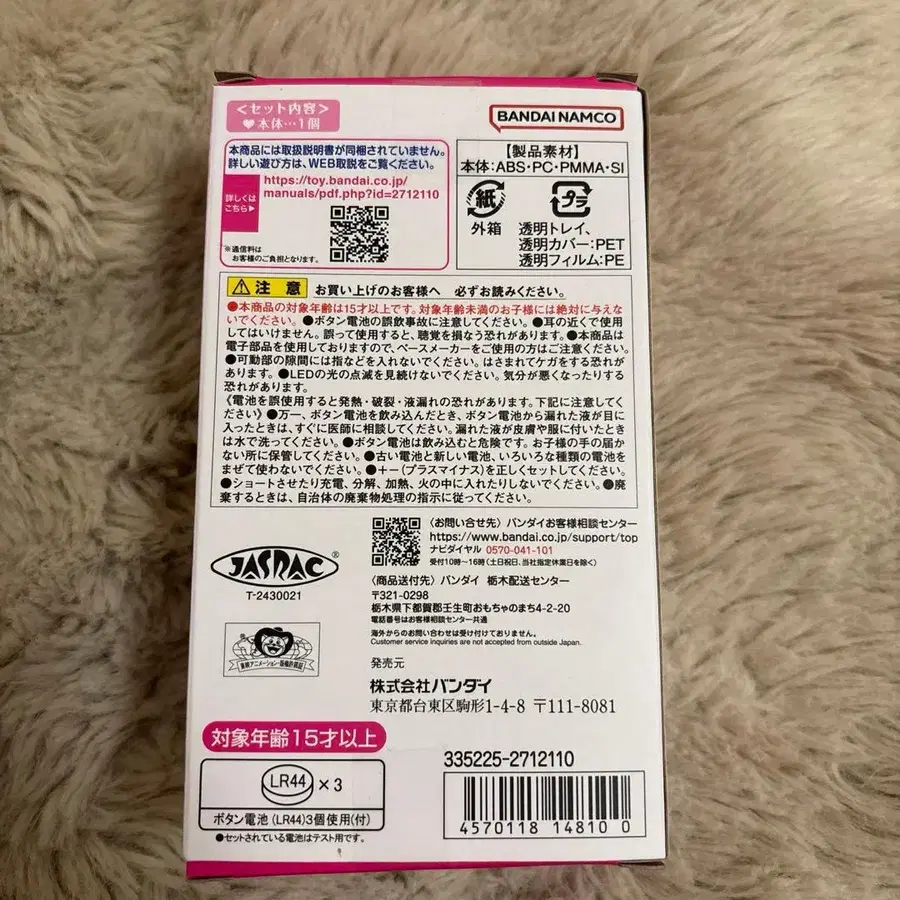 ＜セット内容＞
♥本体…1個
BANDAI NAMCO
本商品には取扱説明書が同梱されていません。
詳しい遊び方は、WEB取説をご覧ください。
詳しくは
こちら▶
https://toy.bandai.co.jp/
manuals/pdf.php?id=2712110
※通信料は
お客様のご負担となります。
【製品素材】
本体:ABS・PC・PMMA・SI
紙
外箱
プラ
透明トレイ、
透明カバー:PET
透明フィルム:PE
⚠注 意 お買い上げのお客様へ 必ずお読みください。
●本商品の対象年齢は15才以上です。対象年齢未満のお子様には絶対に与えな
いでください。●ボタン電池の誤飲事故に注意してください。●耳の近くで使用
してはいけません。誤って使用すると、聴覚を損なう恐れがあります。●本商品は
電子部品を使用しておりますので、ペースメーカーをご使用の方はご注意ください。
●可動部の隙間には指などを入れないでください。はさまれてケガをする恐れが
あります。●LEDの光の点滅を見続けないでください。気分が悪くなったりする
恐れがあります。
《電池を誤使用すると発熱・破裂・液漏れの恐れがあります。下記に注意してく
ださい》●万一、ボタン電池を飲み込んだとき、ボタン電池から漏れた液が目に
入ったときは、すぐに医師に相談してください。漏れた液が皮膚や服に付いたとき
は水で洗ってください。●ボタン電池は飲み込むと危険です。お子様の手の届か
ない所に保管してください。●古い電池と新しい電池、いろいろな種類の電池を
まぜて使わないでください。●＋－(プラスマイナス)を正しくセットしてください。
●ショートさせたり充電、分解、加熱、火の中に入れたりしないでください。●廃
棄するときは、自治体の廃棄物処理の指示に従ってください。
JASRAC®
T-2430021
〈お問い合せ先〉バンダイお客様相談センター
https://www.bandai.co.jp/support/top
ナビダイヤル 0570-041-101
受付10時～16時(土日祝日、当社指定休業日を除く)
〈商品送付先〉バンダイ 栃木配送センター
〒321-0298
栃木県下都賀郡壬生町おもちゃのまち4-2-20
電話番号はお客様相談センター共通
海外からのお問い合わせは受け付けておりません。
Customer service inquiries are not accepted from outside Japan.
東映アニメーション・版権許諾証
発売元
株式会社バンダイ
東京都台東区駒形1-4-8 〒111-8081
対象年齢15才以上
LR44 × 3
ボタン電池(LR44)3個使用(付)
●セットされている電池はテスト用です。
335225-2712110
4570118 14810 0